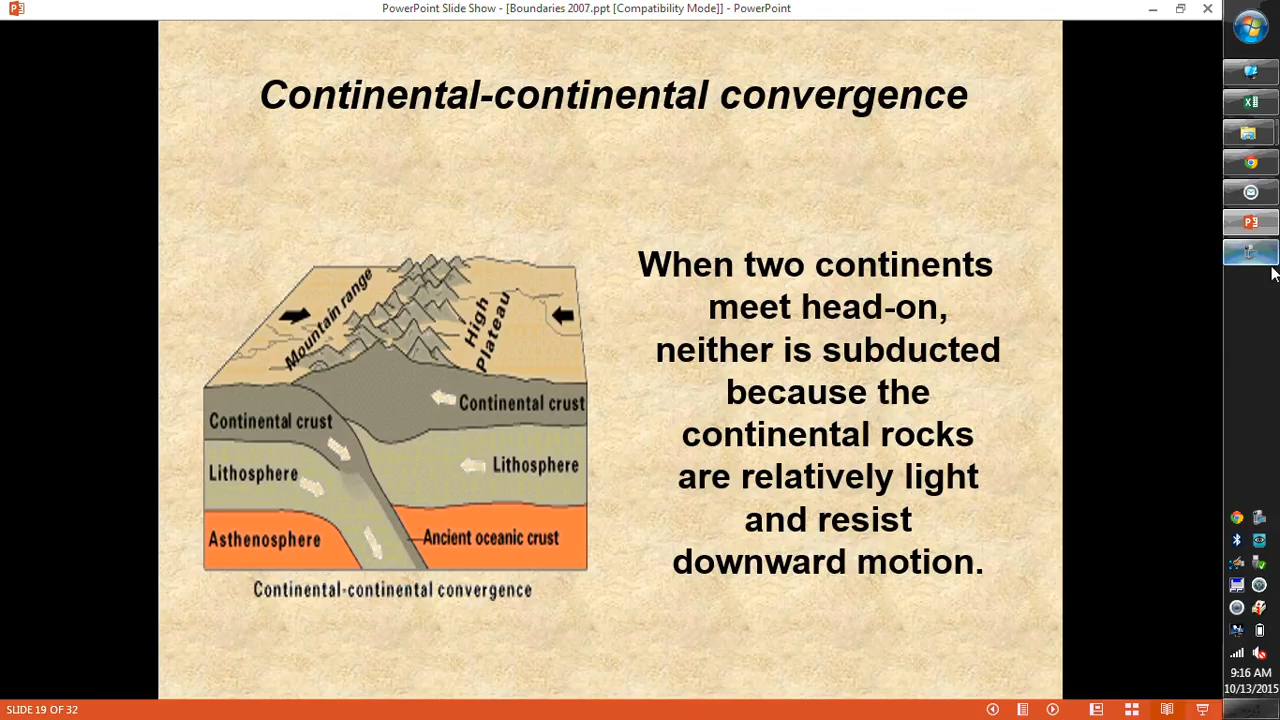 PowerPoint Slide Show - [Boundaries 2007.ppt [Compatibility Mode]] - PowerPoint
Continental-continental convergence
Mountain range
High
Plateau
Continental crust
Continental crust
Lithosphere
Lithosphere
Asthenosphere
Ancient oceanic crust
Continental-continental convergence
When two continents
meet head-on,
neither is subducted
because the
continental rocks
are relatively light
and resist
downward motion.
9:16 AM
10/13/2015
SLIDE 19 OF 32